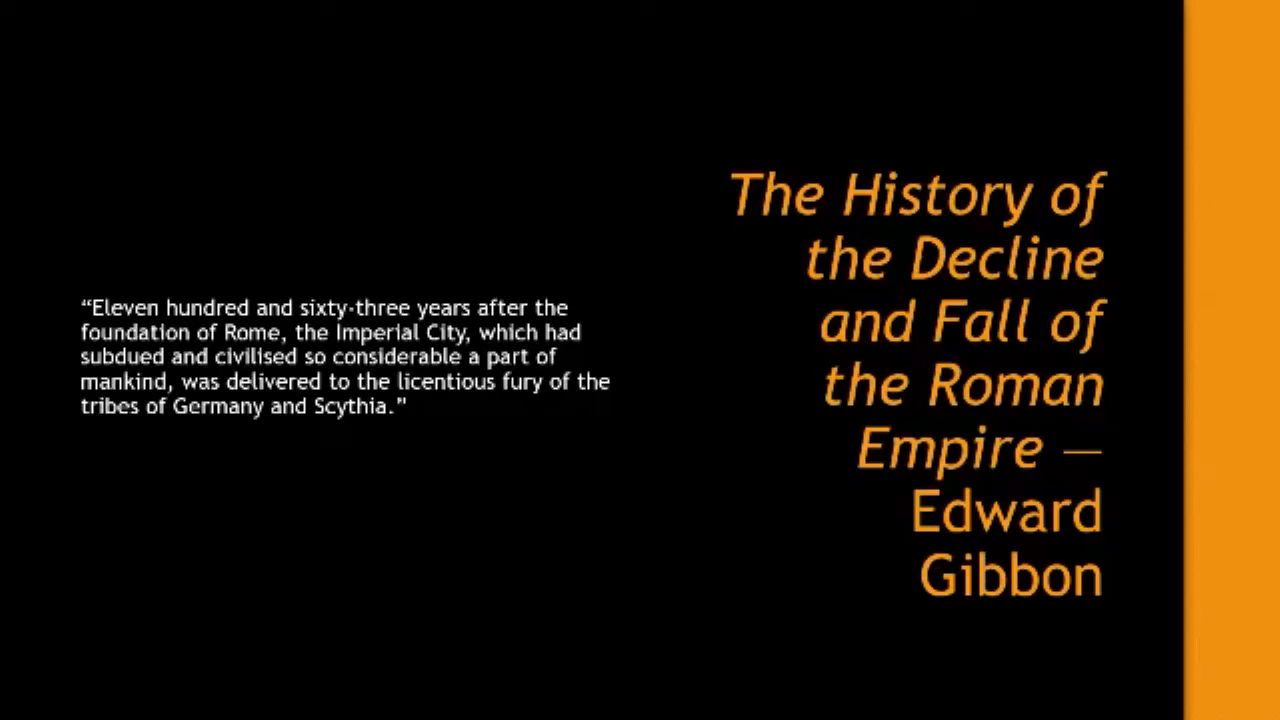 “Eleven hundred and sixty-three years after the
foundation of Rome, the Imperial City, which had
subdued and civilised so considerable a part of
mankind, was delivered to the licentious fury of the
tribes of Germany and Scythia.”
The History of
the Decline
and Fall of
the Roman
Empire —
Edward
Gibbon